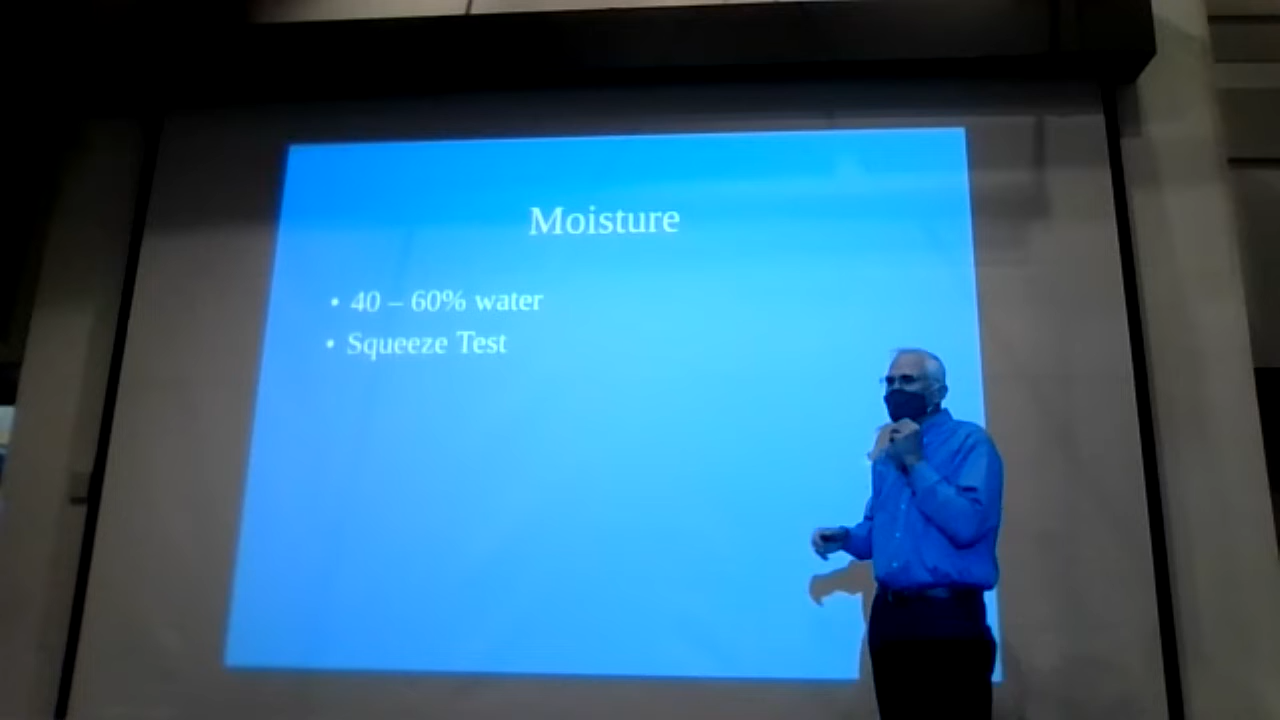 Moisture
• 40 – 60% water
• Squeeze Test